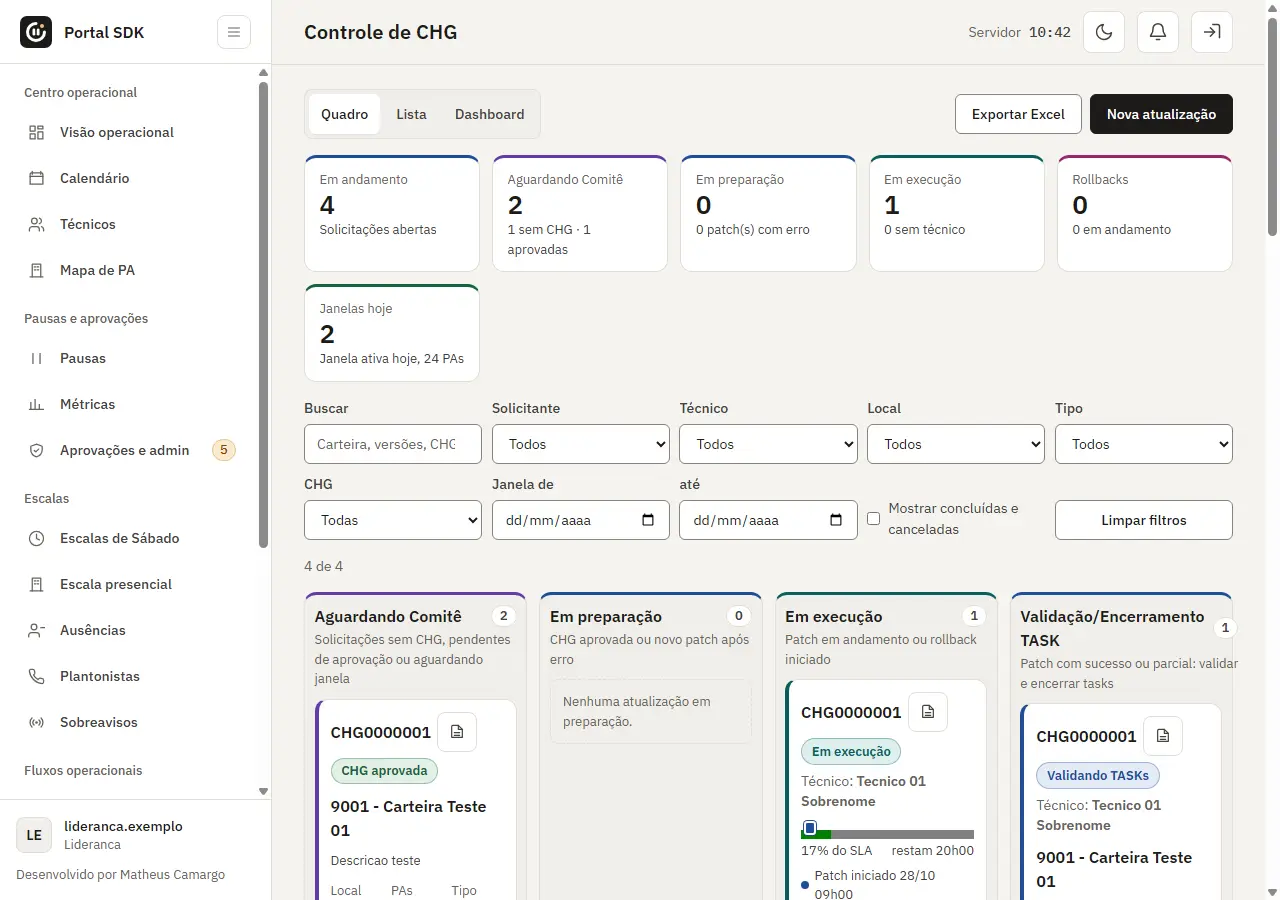 Portal SDK
Centro operacional
Visão operacional
Calendário
Técnicos
Mapa de PA
Pausas e aprovações
Pausas
Métricas
Aprovações e admin 5
Escalas
Escalas de Sábado
Escala presencial
Ausências
Plantonistas
Sobreavisos
Fluxos operacionais
LE
lideranca.exemplo
Lideranca
Desenvolvido por Matheus Camargo
Controle de CHG
Servidor 10:42
Quadro Lista Dashboard
Exportar Excel Nova atualização
Em andamento
4
Solicitações abertas
Aguardando Comitê
2
1 sem CHG · 1
aprovadas
Em preparação
0
0 patch(s) com erro
Em execução
1
0 sem técnico
Rollbacks
0
0 em andamento
Janelas hoje
2
Janela ativa hoje, 24 PAs
Buscar Solicitante Técnico Local Tipo
Carteira, versões, CHG Todos Todos Todos Todos
CHG Janela de até
Todas dd/mm/aaaa dd/mm/aaaa
Mostrar concluídas e
canceladas
Limpar filtros
4 de 4
Aguardando Comitê 2
Solicitações sem CHG, pendentes
de aprovação ou aguardando
janela
CHG0000001
CHG aprovada
9001 - Carteira Teste
01
Descricao teste
Local PAs Tipo
Em preparação 0
CHG aprovada ou novo patch após
erro
Nenhuma atualização em
preparação.
Em execução 1
Patch em andamento ou rollback
iniciado
CHG0000001
Em execução
Técnico: Tecnico 01
Sobrenome
17% do SLA restam 20h00
Patch iniciado 28/10
09h00
Validação/Encerramento
TASK 1
Patch com sucesso ou parcial: validar
e encerrar tasks
CHG0000001
Validando TASKs
Técnico: Tecnico 01
Sobrenome
9001 - Carteira Teste
01